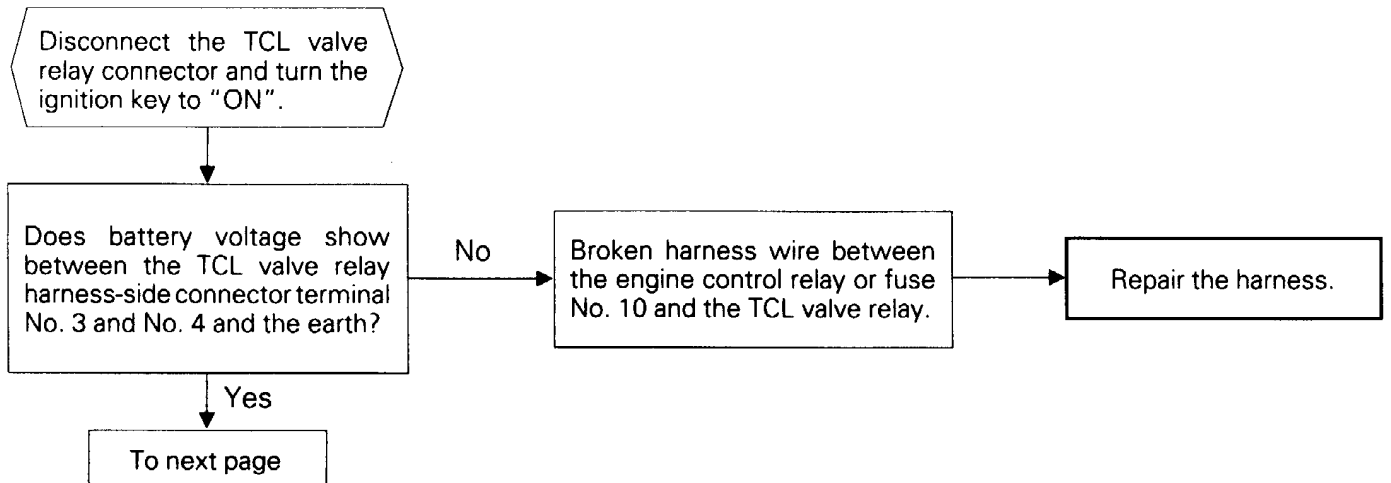 Disconnect the TCL valve
relay connector and turn the
ignition key to "ON".
Does battery voltage show
between the TCL valve relay
harness-side connector terminal
No. 3 and No. 4 and the earth?
No
Broken harness wire between
the engine control relay or fuse
No. 10 and the TCL valve relay.
Repair the harness.
Yes
To next page